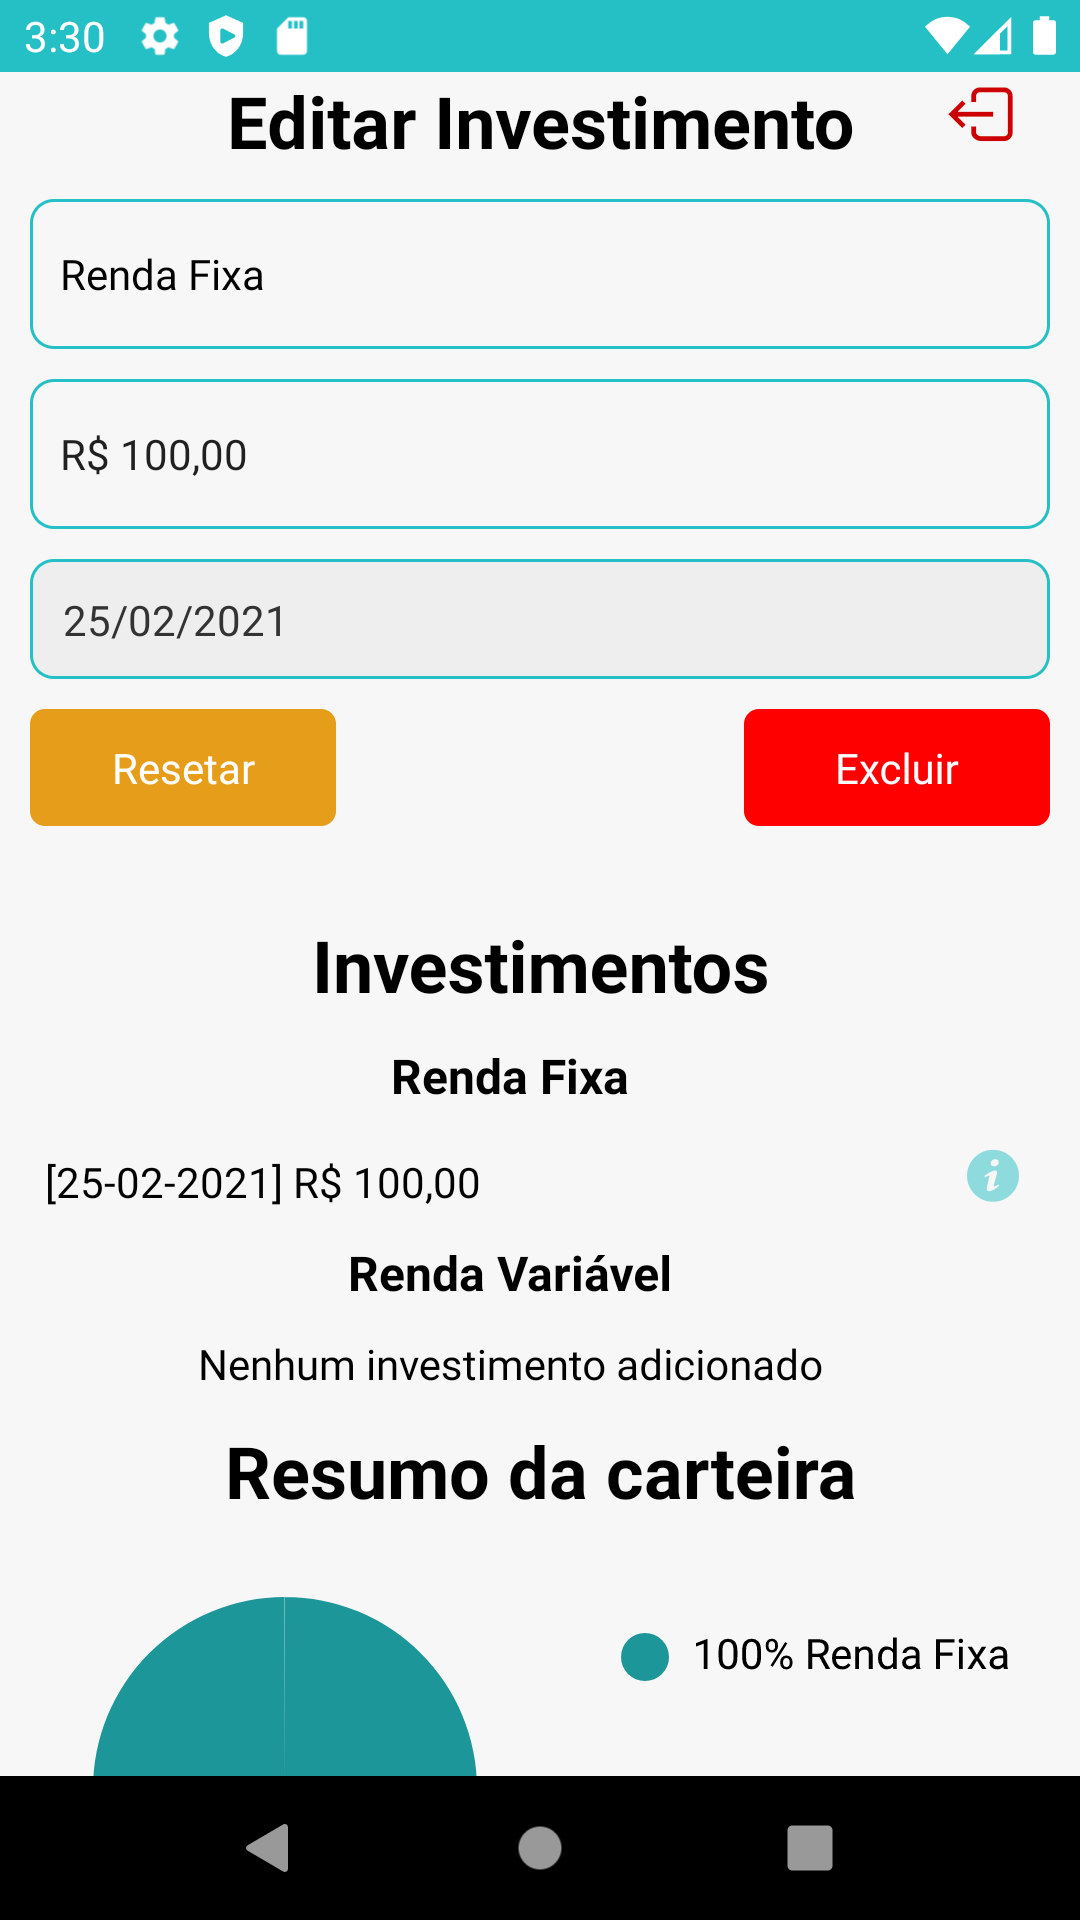 3:30
Editar Investimento
Renda Fixa
R$ 100,00
25/02/2021
Resetar
Excluir
Investimentos
Renda Fixa
[25-02-2021] R$ 100,00
Renda Variável
Nenhum investimento adicionado
Resumo da carteira
100% Renda Fixa